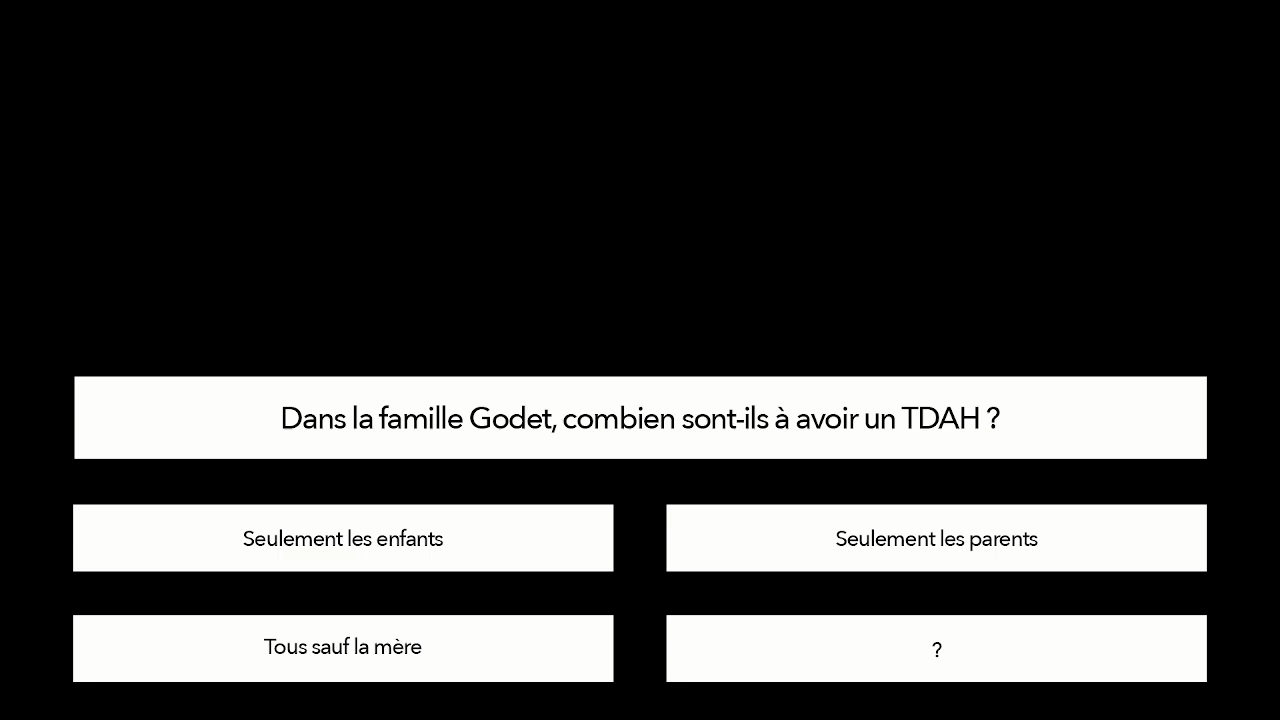 Dans la famille Godet, combien sont-ils à avoir un TDAH ?
Seulement les enfants
Seulement les parents
Tous sauf la mère
?